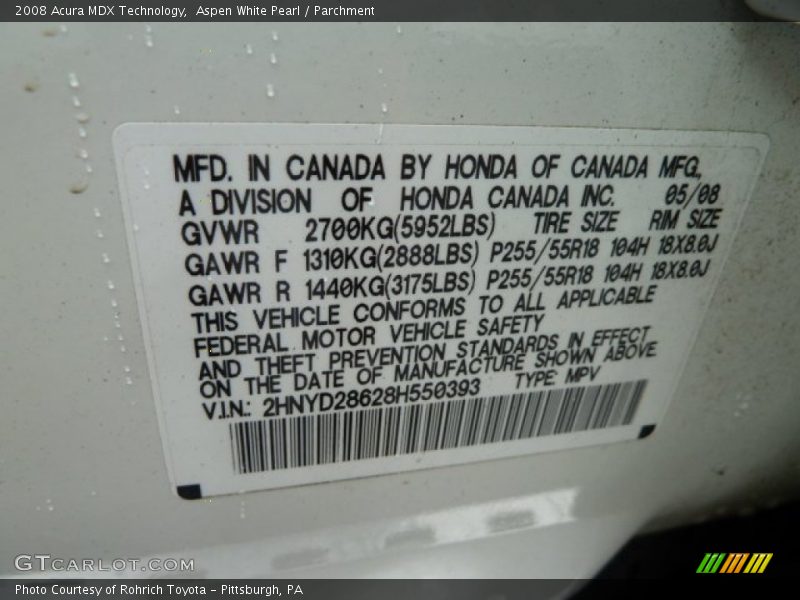 2008 Acura MDX Technology,  Aspen White Pearl / Parchment
MFD. IN CANADA BY HONDA OF CANADA MFG.,
A DIVISION OF HONDA CANADA INC. 05/08
GVWR 2700KG(5952LBS) TIRE SIZE RIM SIZE
GAWR F 1310KG(2888LBS) P255/55R18 104H 18X8.0J
GAWR R 1440KG(3175LBS) P255/55R18 104H 18X8.0J
THIS VEHICLE CONFORMS TO ALL APPLICABLE
FEDERAL MOTOR VEHICLE SAFETY
AND THEFT PREVENTION STANDARDS IN EFFECT
ON THE DATE OF MANUFACTURE SHOWN ABOVE.
V.I.N.: 2HNYD28628H550393 TYPE: MPV
GTCARLOT.COM
Photo Courtesy of Rohrich Toyota - Pittsburgh, PA